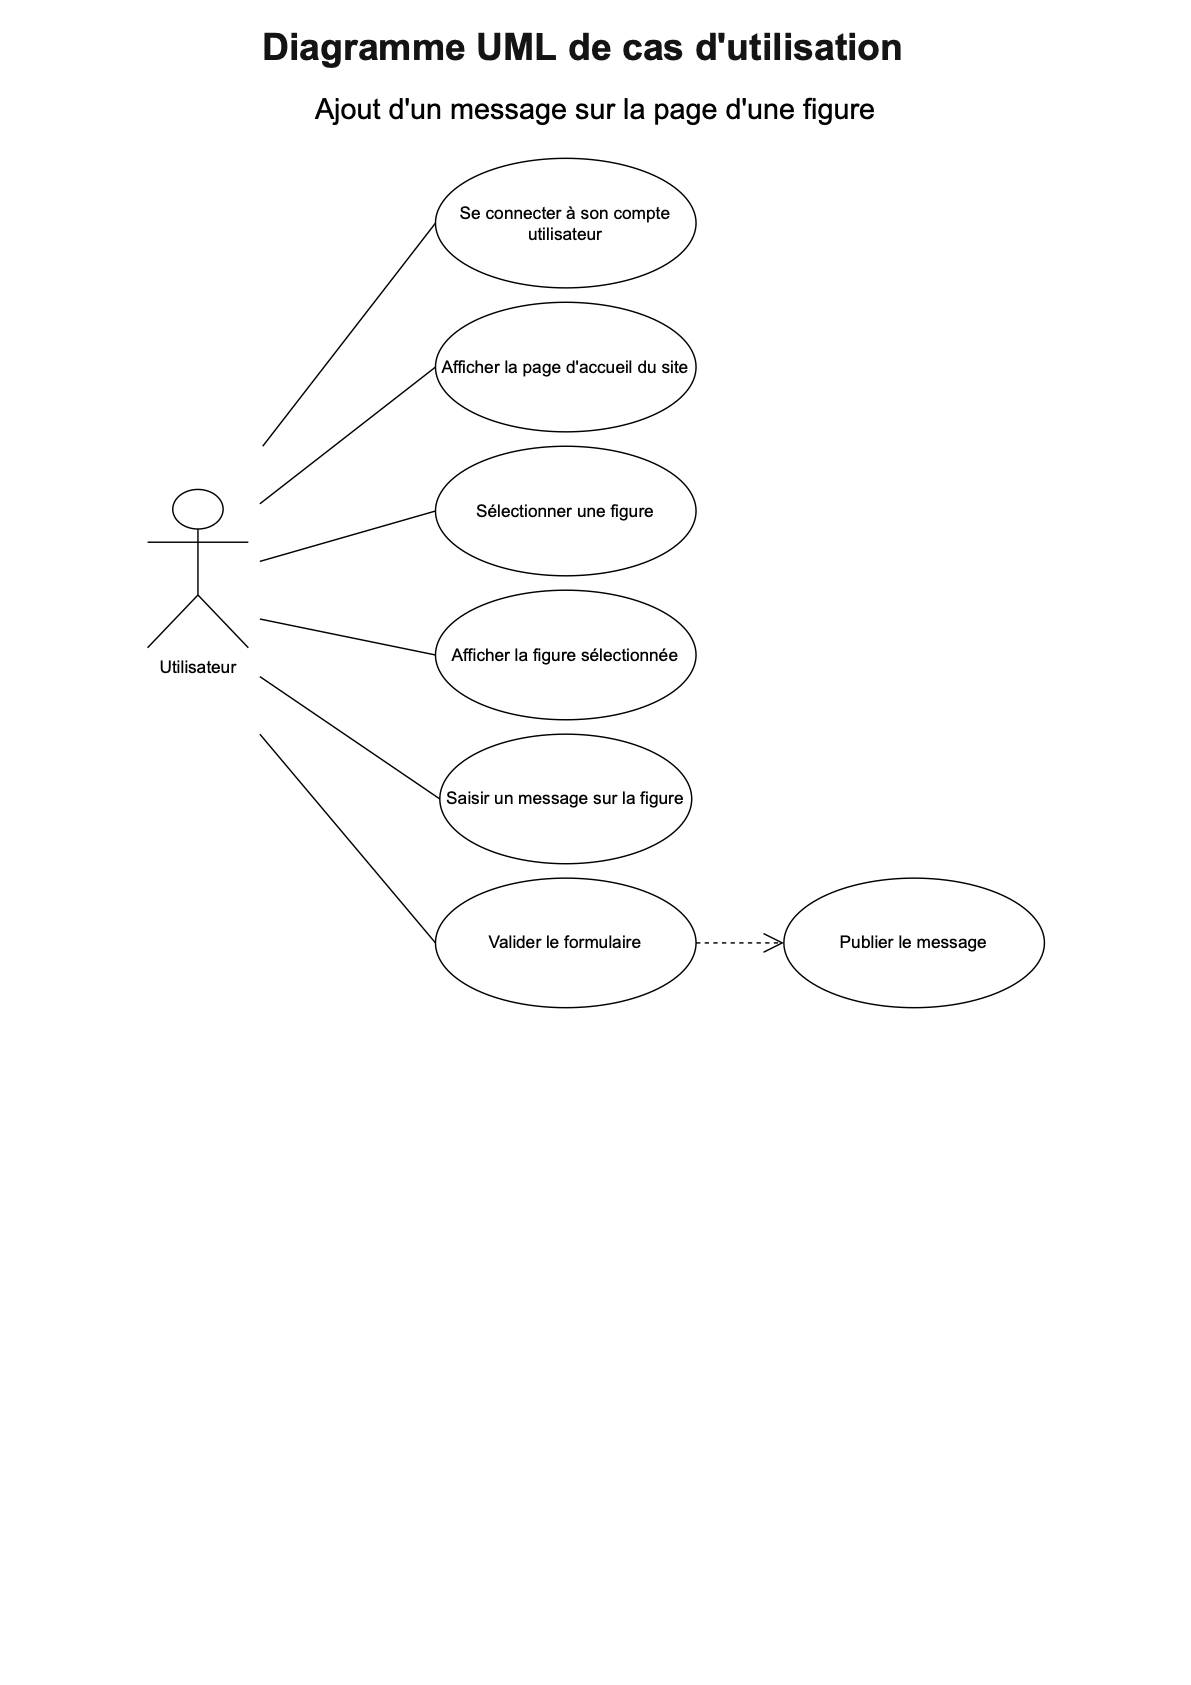 Diagramme UML de cas d'utilisation
Ajout d'un message sur la page d'une figure
Se connecter à son compte
utilisateur
Afficher la page d'accueil du site
Sélectionner une figure
Utilisateur
Afficher la figure sélectionnée
Saisir un message sur la figure
Valider le formulaire
Publier le message